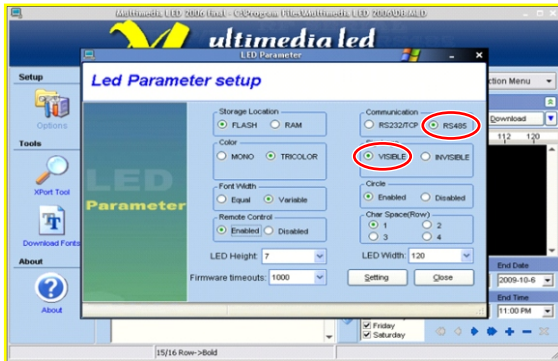 Multimedia LED 2006 final - C:\Program Files\Multimedia LED 2006\DB.MLD
ultimedia led
LED Parameter
Led Parameter setup
Setup
Options
Tools
XPort Tool
Download Fonts
About
About
LED
Parameter
Storage Location
FLASH RAM
Communication
RS232/TCP RS485
Color
MONO TRICOLOR
VISIBLE INVISIBLE
Font Width
Equal Variable
Circle
Enabled Disabled
Remote Control
Enabled Disabled
Char Space(Row)
1 2
3 4
LED Height: 7
LED Width: 120
Firmware timeouts: 1000
Setting Close
ction Menu
Download
112 120
End Date
2009-10-6
End Time
11:00 PM
Friday
Saturday
15/16 Row->Bold